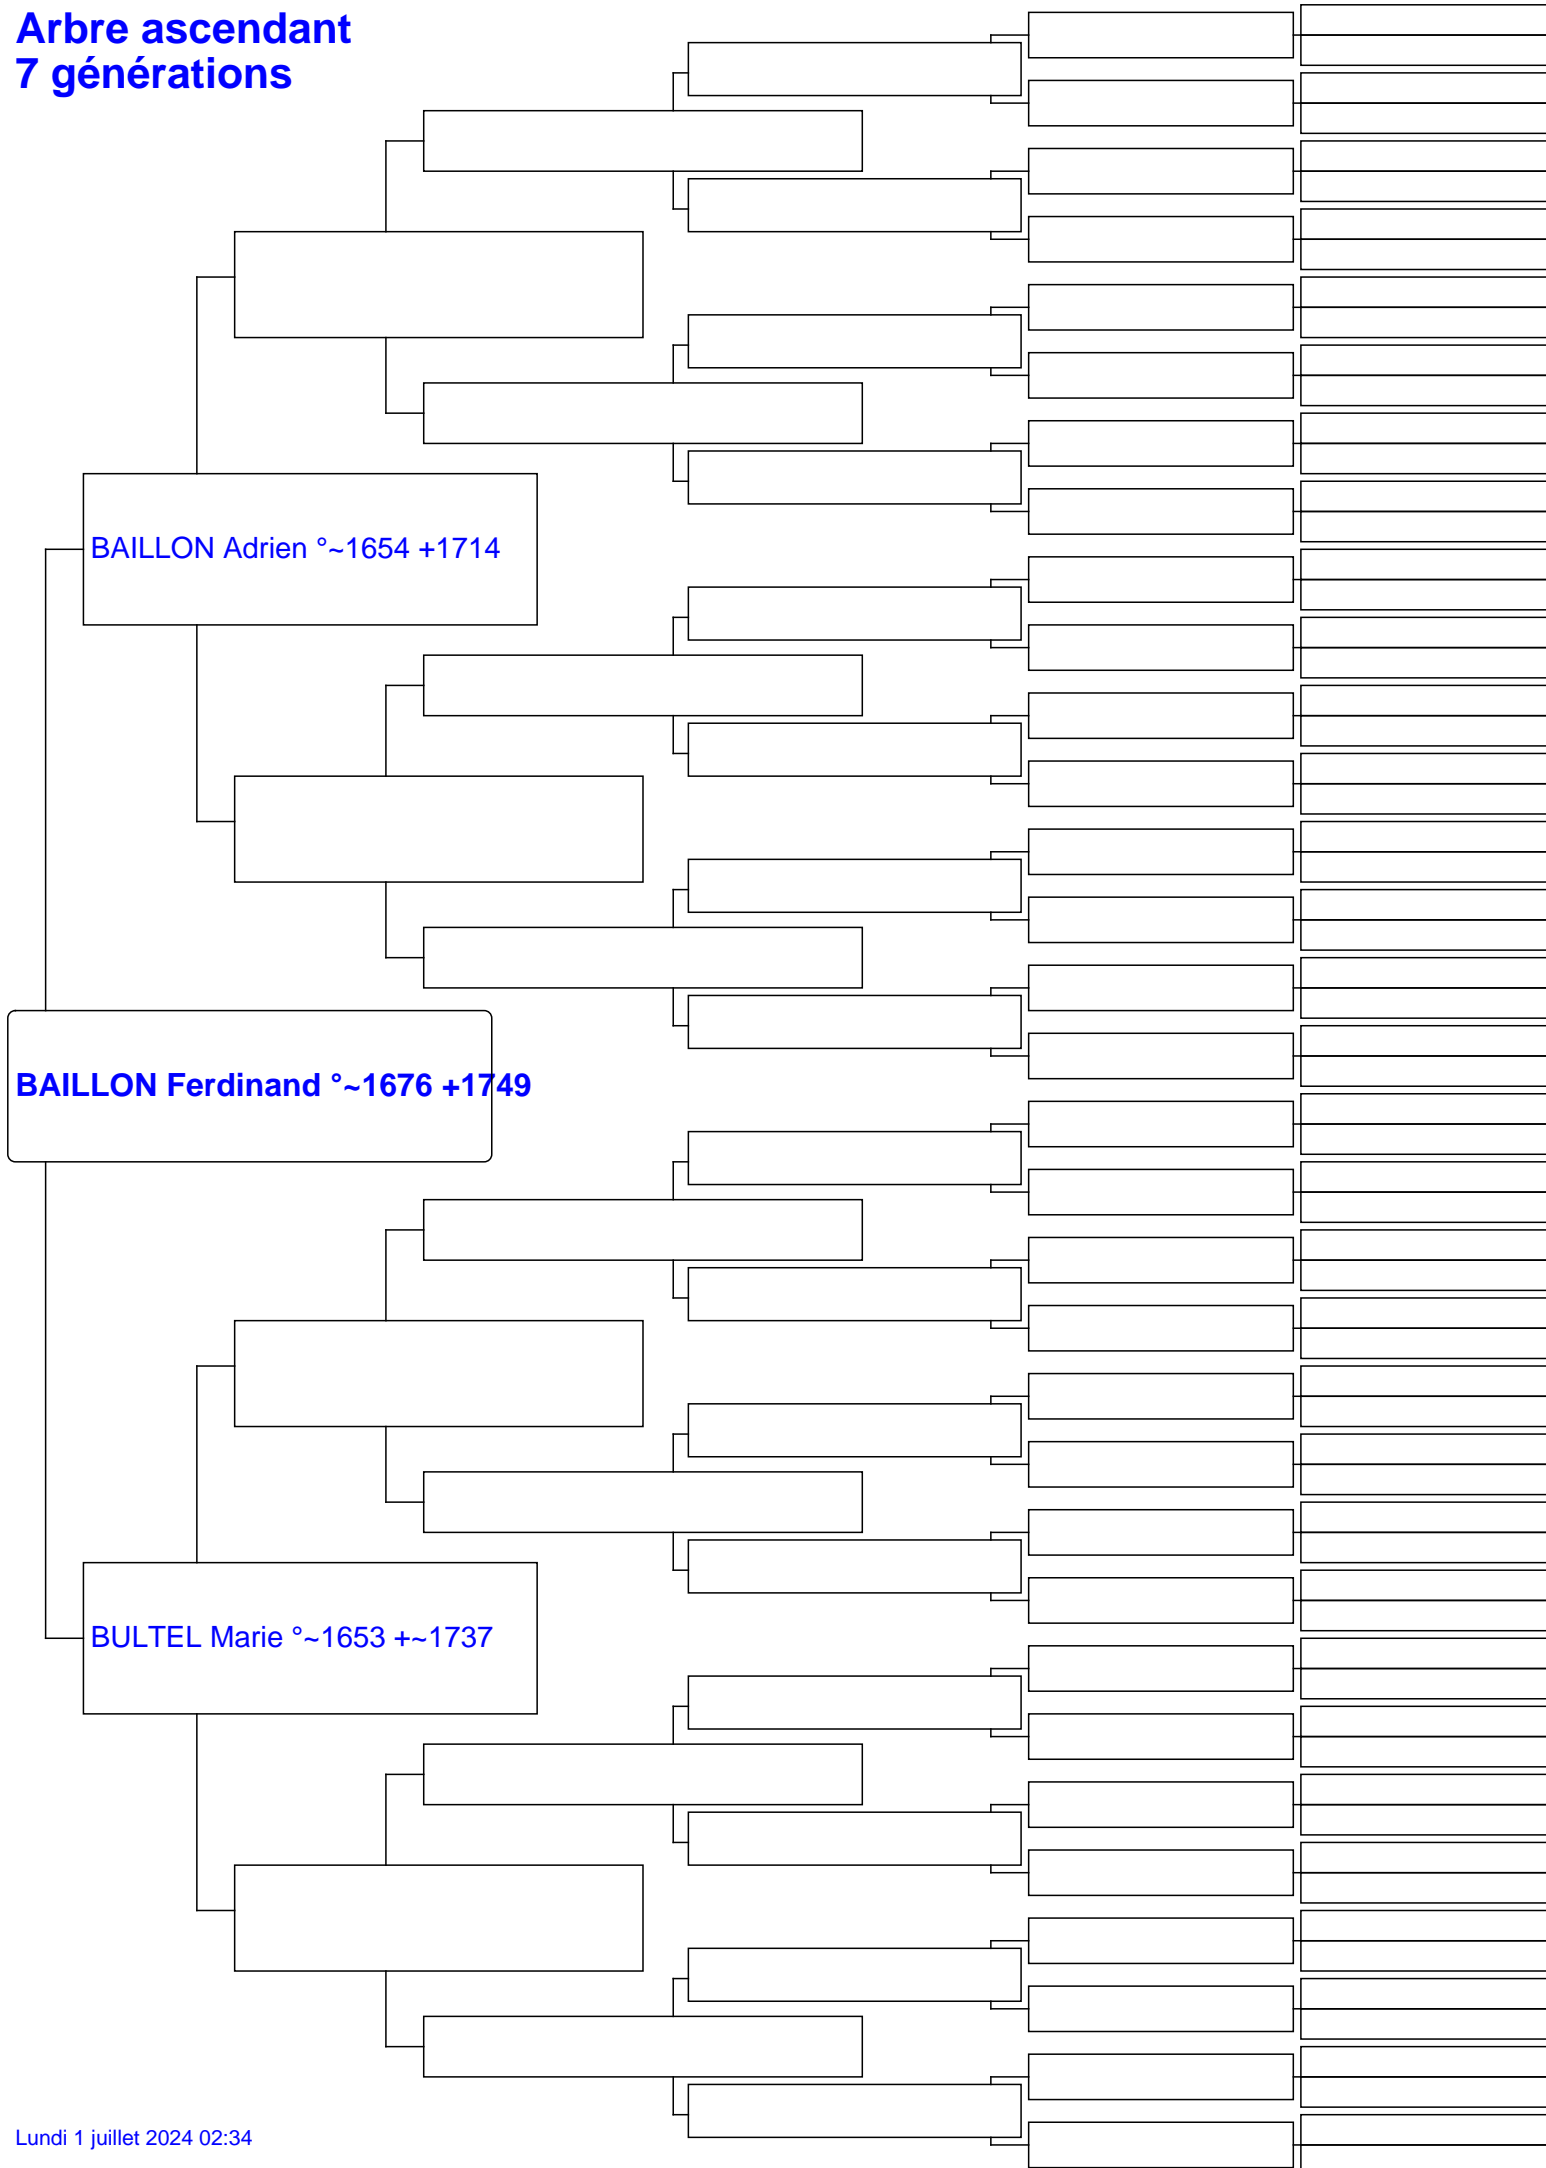 Arbre ascendant
7 générations
BAILLON Adrien °~1654 +1714
BAILLON Ferdinand °~1676 +1749
BULTEL Marie °~1653 +~1737
Lundi 1 juillet 2024 02:34